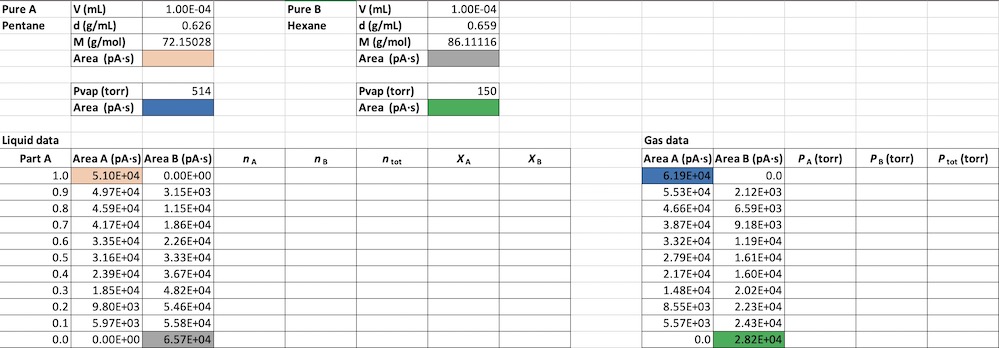 Pure A V (mL) 1.00E-04 Pure B V (mL) 1.00E-04
Pentane d (g/mL) 0.626 Hexane d (g/mL) 0.659
M (g/mol) 72.15028 M (g/mol) 86.11116
Area (pA·s) Area (pA·s)
Pvap (torr) 514 Pvap (torr) 150
Area (pA·s) Area (pA·s)
Liquid data Gas data
Part A Area A (pA·s) Area B (pA·s) n A n B n tot X A X B Area A (pA·s) Area B (pA·s) P A (torr) P B (torr) P tot (torr)
1.0 5.10E+04 0.00E+00 6.19E+04 0.0
0.9 4.97E+04 3.15E+03 5.53E+04 2.12E+03
0.8 4.59E+04 1.15E+04 4.66E+04 6.59E+03
0.7 4.17E+04 1.86E+04 3.87E+04 9.18E+03
0.6 3.35E+04 2.26E+04 3.32E+04 1.19E+04
0.5 3.16E+04 3.33E+04 2.79E+04 1.61E+04
0.4 2.39E+04 3.67E+04 2.17E+04 1.60E+04
0.3 1.85E+04 4.82E+04 1.48E+04 2.02E+04
0.2 9.80E+03 5.46E+04 8.55E+03 2.23E+04
0.1 5.97E+03 5.58E+04 5.57E+03 2.43E+04
0.0 0.00E+00 6.57E+04 0.0 2.82E+04